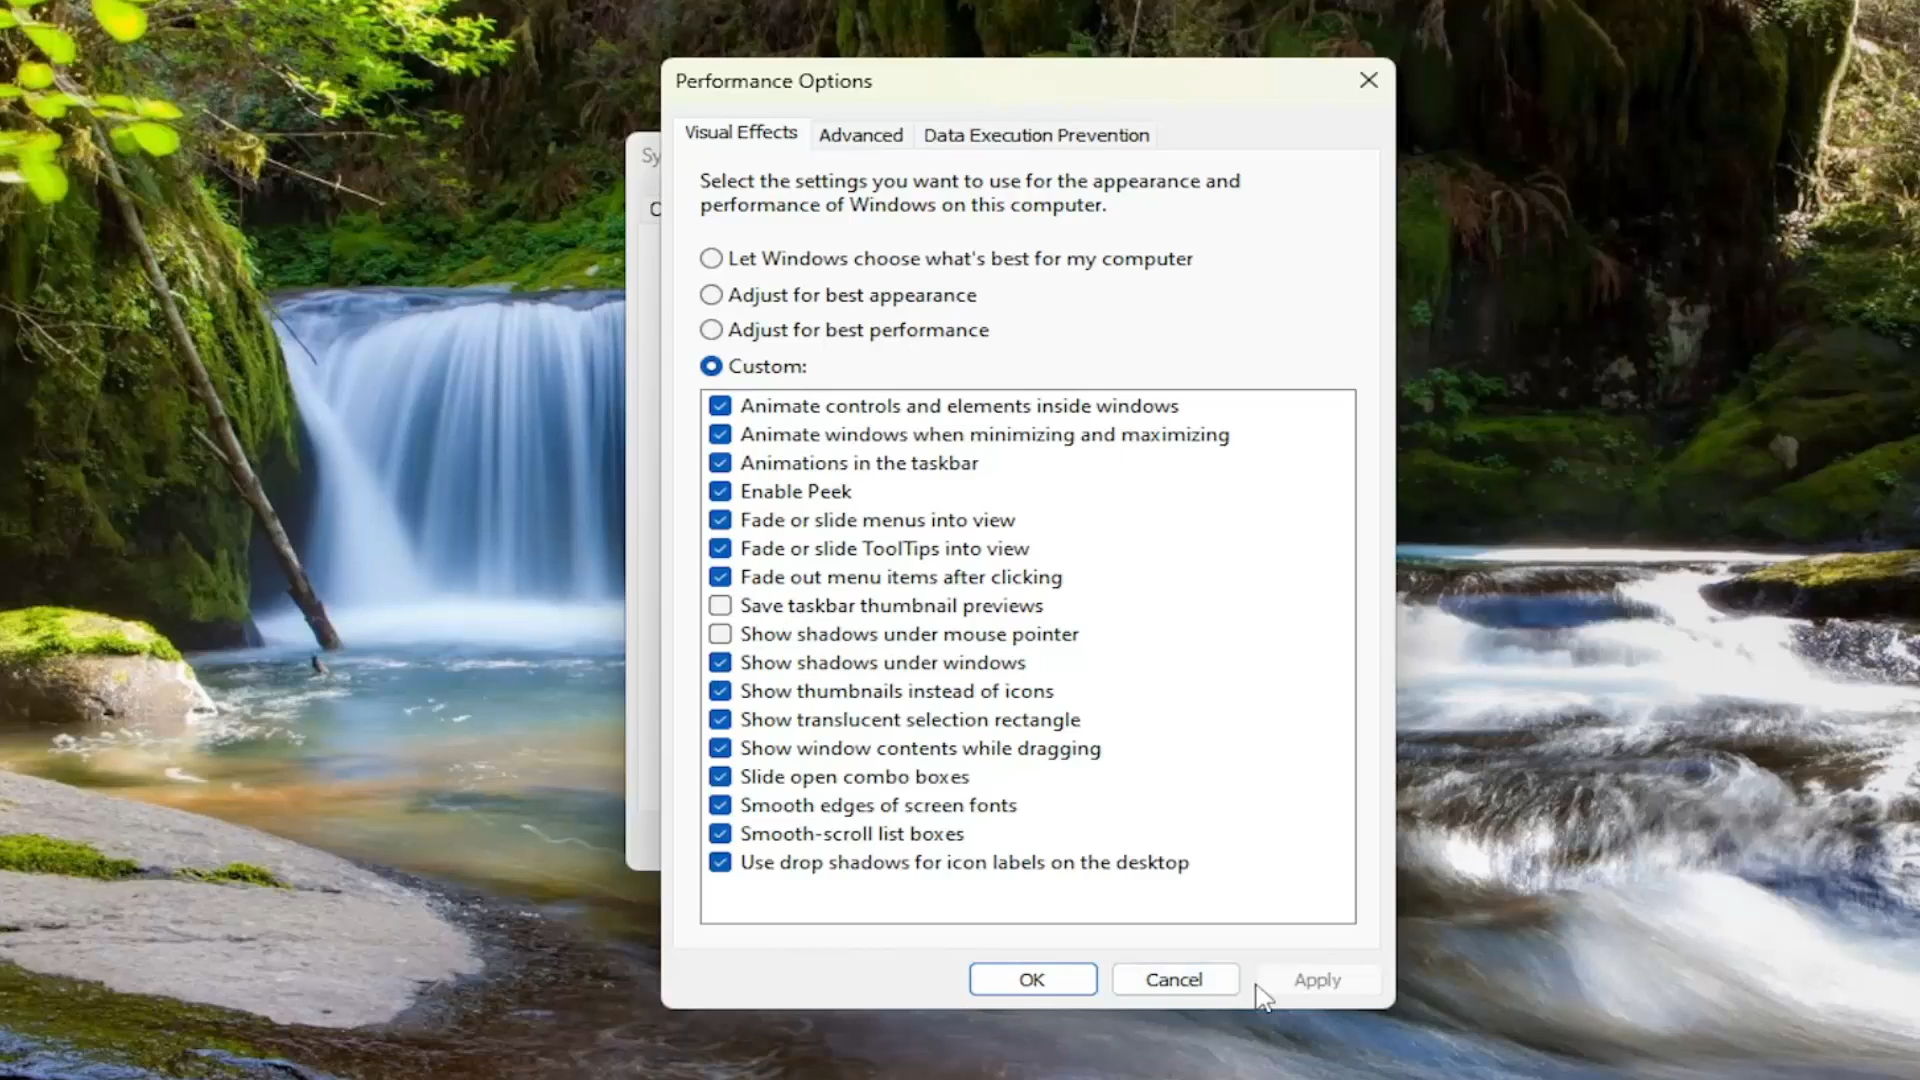 Performance Options
Sy
Visual Effects
Advanced
Data Execution Prevention
Select the settings you want to use for the appearance and
performance of Windows on this computer.
Let Windows choose what's best for my computer
Adjust for best appearance
Adjust for best performance
Custom:
Animate controls and elements inside windows
Animate windows when minimizing and maximizing
Animations in the taskbar
Enable Peek
Fade or slide menus into view
Fade or slide ToolTips into view
Fade out menu items after clicking
Save taskbar thumbnail previews
Show shadows under mouse pointer
Show shadows under windows
Show thumbnails instead of icons
Show translucent selection rectangle
Show window contents while dragging
Slide open combo boxes
Smooth edges of screen fonts
Smooth-scroll list boxes
Use drop shadows for icon labels on the desktop
OK
Cancel
Apply